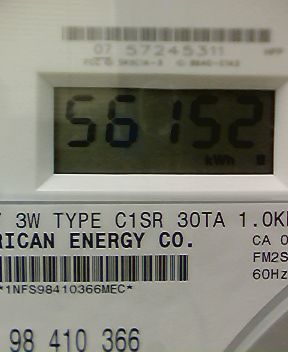 07 57245311
56152
kWh
3W TYPE C1SR 30TA 1.0K
RICAN ENERGY CO.
CA 0
FM2S
60Hz
*1NFS98410366MEC*
98 410 366